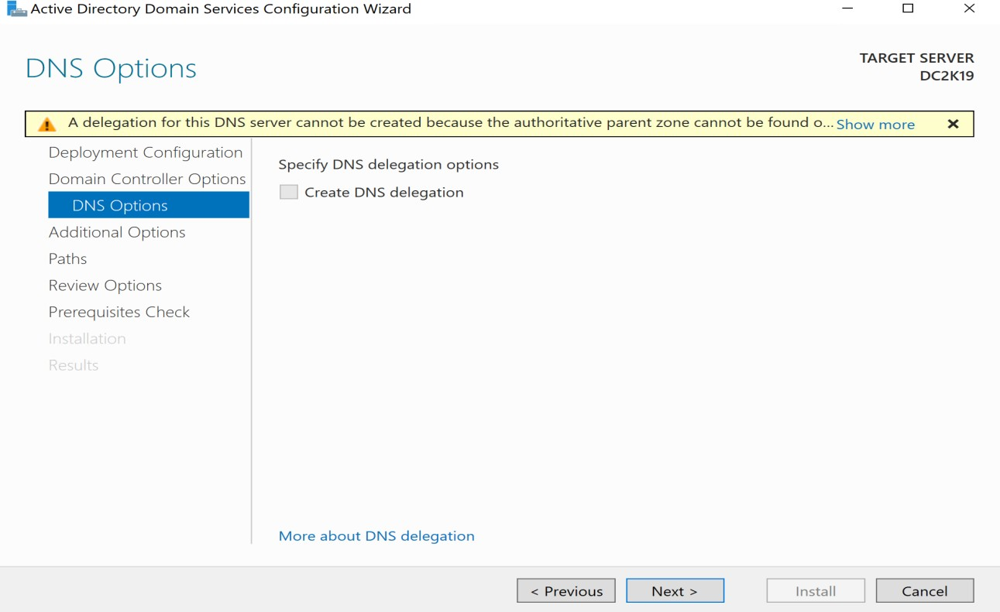 Active Directory Domain Services Configuration Wizard
DNS Options
TARGET SERVER
DC2K19
A delegation for this DNS server cannot be created because the authoritative parent zone cannot be found o... Show more
Deployment Configuration
Domain Controller Options
DNS Options
Additional Options
Paths
Review Options
Prerequisites Check
Installation
Results
Specify DNS delegation options
Create DNS delegation
More about DNS delegation
< Previous
Next >
Install
Cancel